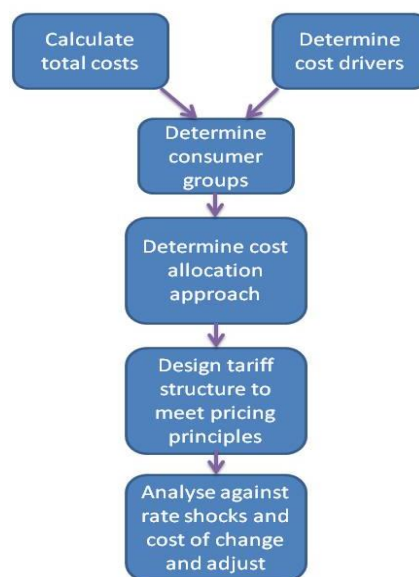 Calculate
total costs
Determine
cost drivers
Determine
consumer
groups
Determine cost
allocation
approach
Design tariff
structure to
meet pricing
principles
Analyse against
rate shocks and
cost of change
and adjust